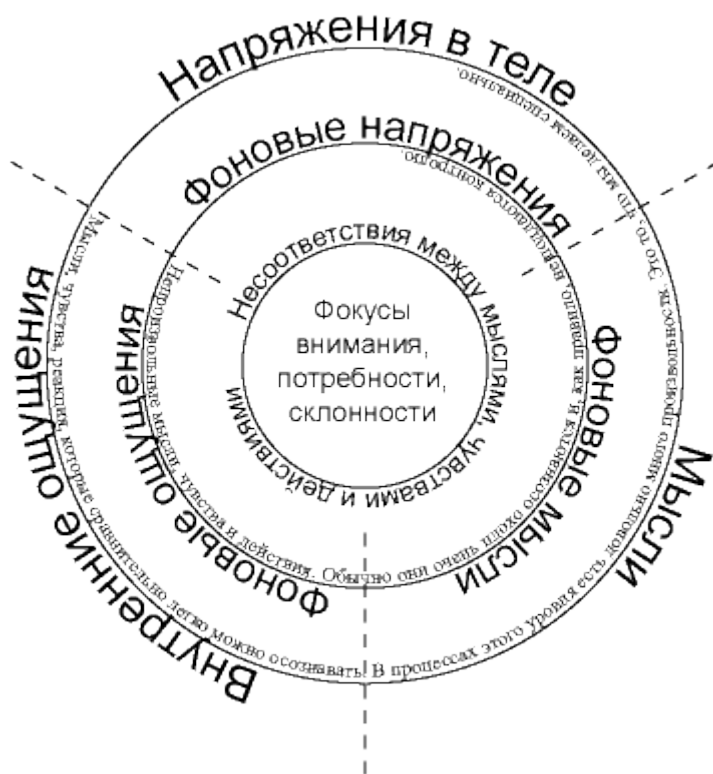 Напряжения в теле
Мысли
Внутренние ощущения
Мысли, чувства, реакции, которые сравнительно легко можно осознавать. В процессах этого уровня есть довольно много произвольности. Это то, что мы делаем специально.
Фоновые напряжения
Фоновые мысли
Фоновые ощущения
Непроизвольные мысли, чувства и действия. Обычно они очень плохо осознаются и, как правило, не поддаются контролю.
Несоответствия между мыслями, чувствами и действиями
Фокусы
внимания,
потребности,
склонности